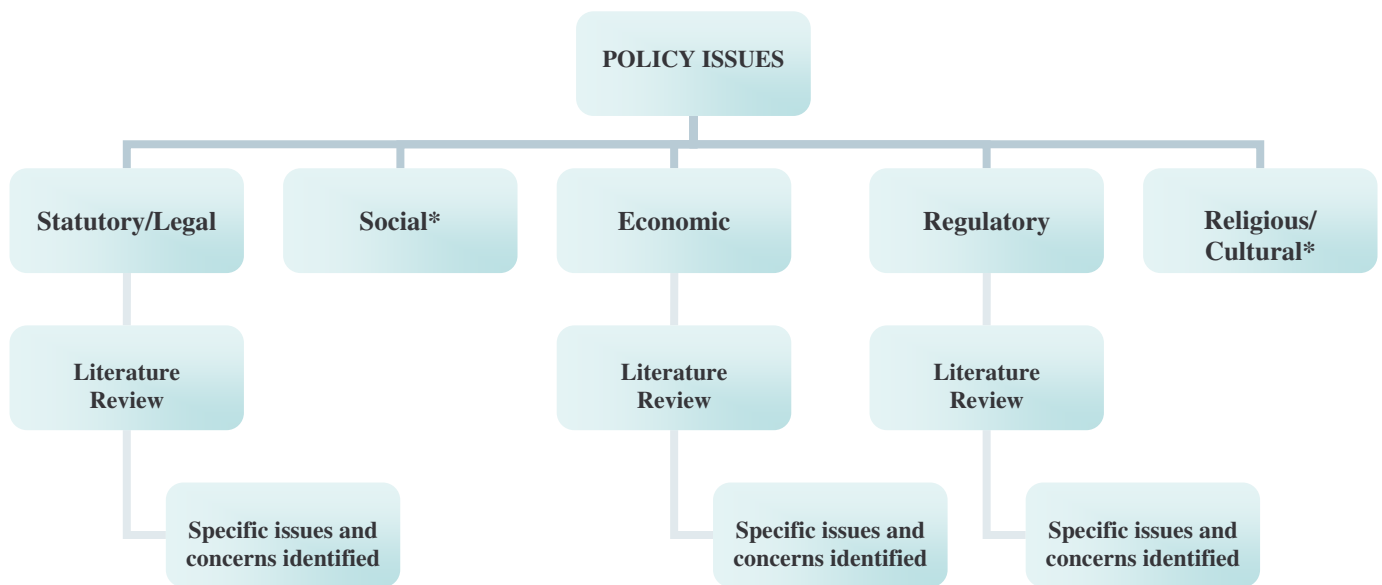 POLICY ISSUES
Statutory/Legal
Social*
Economic
Regulatory
Religious/
Cultural*
Literature
Review
Literature
Review
Literature
Review
Specific issues and
concerns identified
Specific issues and
concerns identified
Specific issues and
concerns identified